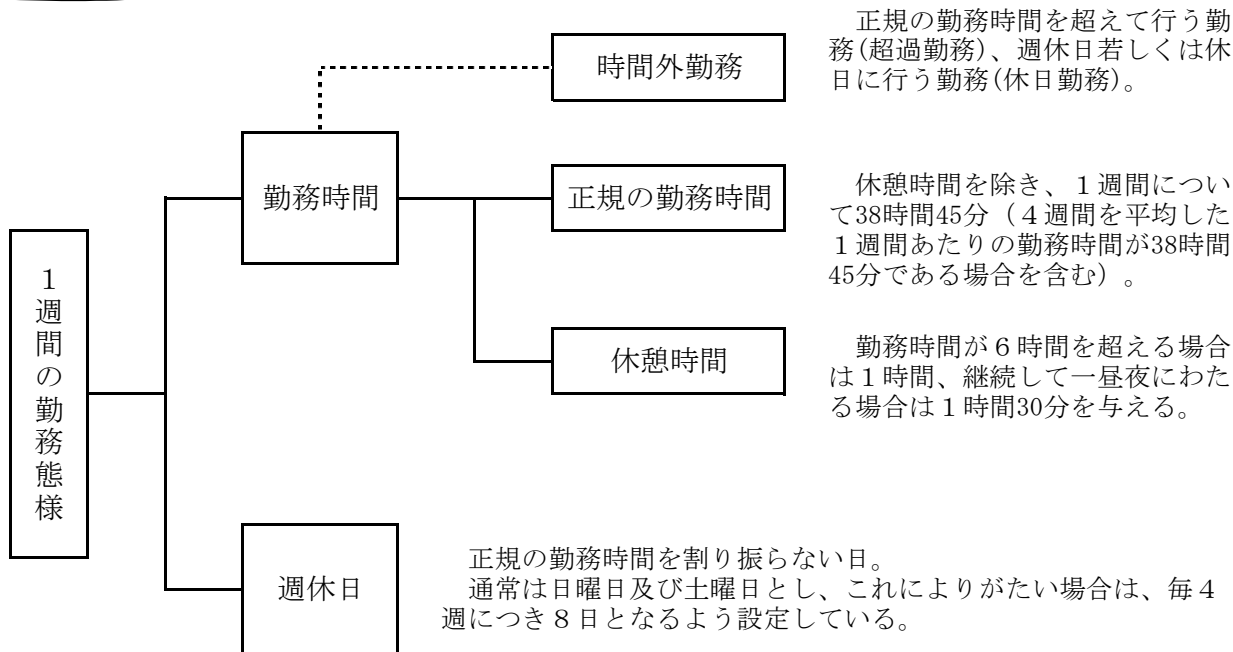 時間外勤務
正規の勤務時間を超えて行う勤
務(超過勤務)、週休日若しくは休
日に行う勤務(休日勤務)。
勤務時間
正規の勤務時間
休憩時間を除き、１週間につい
て38時間45分（４週間を平均した
１週間あたりの勤務時間が38時間
45分である場合を含む）。
１週間の勤務態様
休憩時間
勤務時間が６時間を超える場合
は１時間、継続して一昼夜にわた
る場合は１時間30分を与える。
週休日
正規の勤務時間を割り振らない日。
通常は日曜日及び土曜日とし、これによりがたい場合は、毎４
週につき８日となるよう設定している。